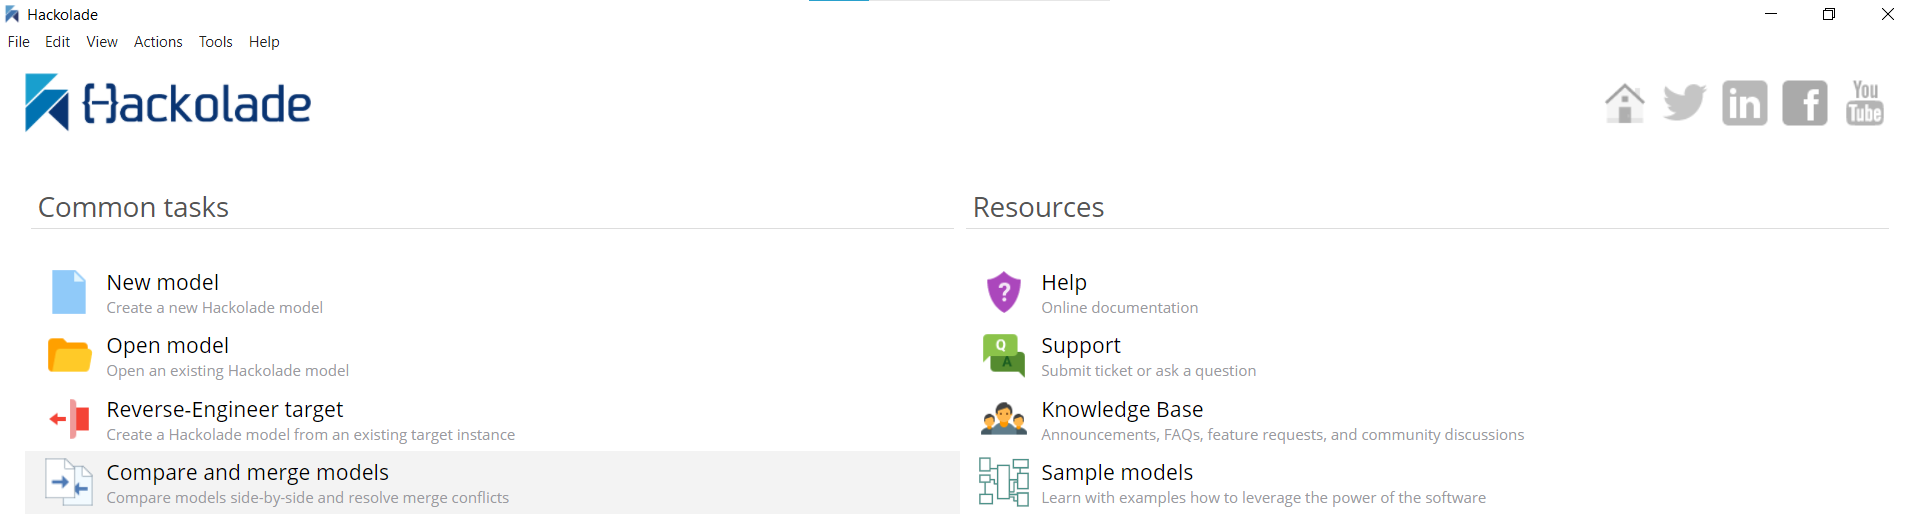 Hackolade
File Edit View Actions Tools Help
Hackolade
in f You Tube
Common tasks
New model
Create a new Hackolade model
Open model
Open an existing Hackolade model
Reverse-Engineer target
Create a Hackolade model from an existing target instance
Compare and merge models
Compare models side-by-side and resolve merge conflicts
Resources
? Help
Online documentation
Q A Support
Submit ticket or ask a question
Knowledge Base
Announcements, FAQs, feature requests, and community discussions
Sample models
Learn with examples how to leverage the power of the software